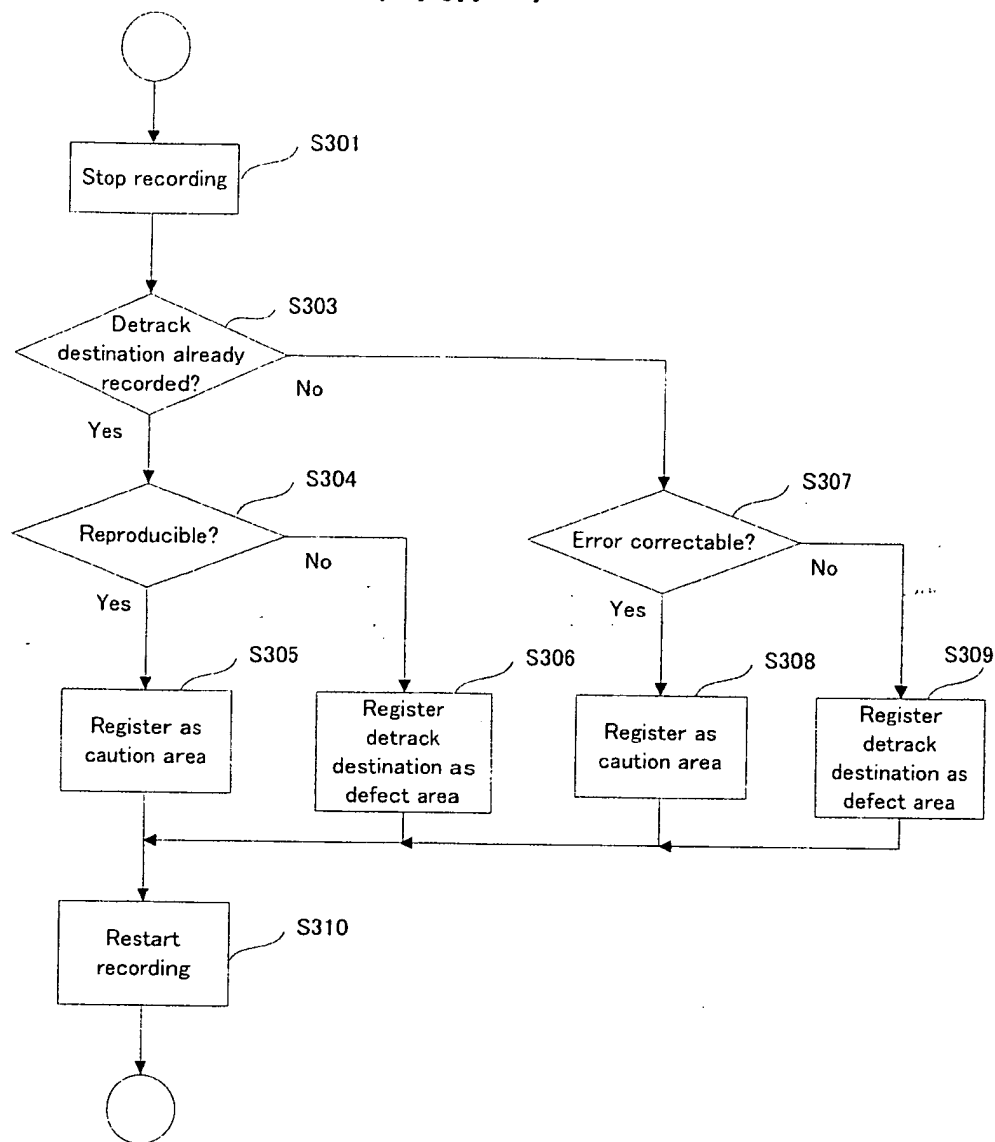 S301
Stop recording
S303
Detrack
destination already
recorded?
No
Yes
S304
Reproducible?
No
Yes
S307
Error correctable?
No
Yes
S305
Register as
caution area
S306
Register
detrack
destination as
defect area
S308
Register as
caution area
S309
Register
detrack
destination as
defect area
S310
Restart
recording